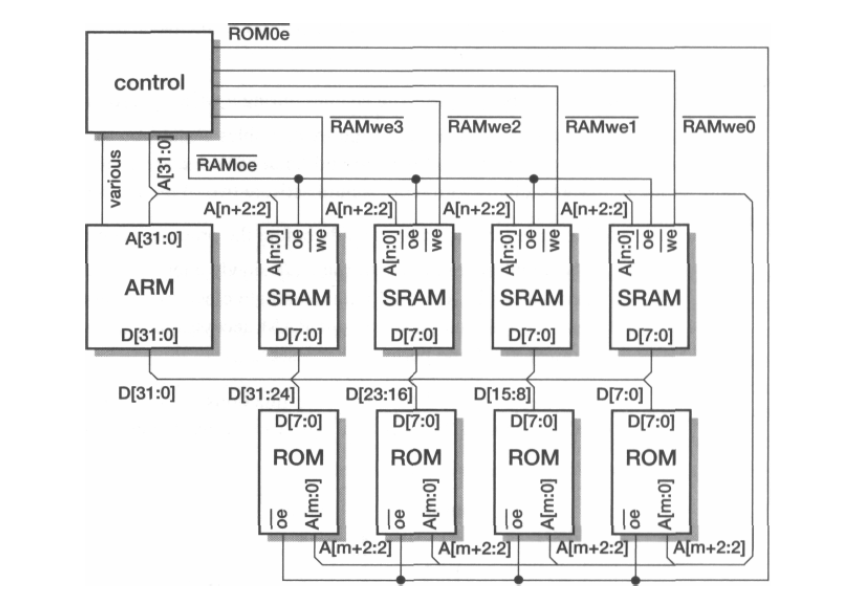 ROM0e
control
RAMwe3
RAMwe2
RAMwe1
RAMwe0
various
A[31:0]
RAMoe
A[n+2:2]
A[n+2:2]
A[n+2:2]
A[n+2:2]
A[31:0]
ARM
D[31:0]
A[n:0]
oe
we
SRAM
D[7:0]
A[n:0]
oe
we
SRAM
D[7:0]
A[n:0]
oe
we
SRAM
D[7:0]
A[n:0]
oe
we
SRAM
D[7:0]
D[31:0]
D[31:24]
D[23:16]
D[15:8]
D[7:0]
D[7:0]
ROM
oe
A[m:0]
D[7:0]
ROM
oe
A[m:0]
D[7:0]
ROM
oe
A[m:0]
D[7:0]
ROM
oe
A[m:0]
A[m+2:2]
A[m+2:2]
A[m+2:2]
A[m+2:2]